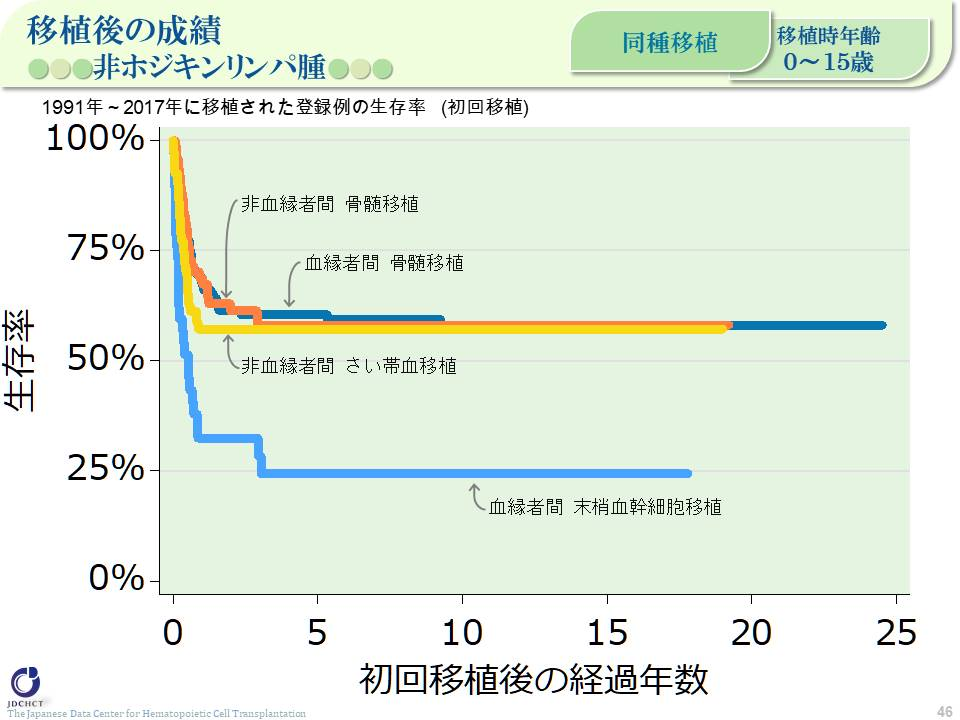 移植後の成績
非ホジキンリンパ腫
同種移植
移植時年齢
0～15歳
1991年～2017年に移植された登録例の生存率 (初回移植)
生存率
100%
75%
50%
25%
0%
非血縁者間 骨髄移植
血縁者間 骨髄移植
非血縁者間 さい帯血移植
血縁者間 末梢血幹細胞移植
0 5 10 15 20 25
初回移植後の経過年数
JDCHCT
The Japanese Data Center for Hematopoietic Cell Transplantation
46